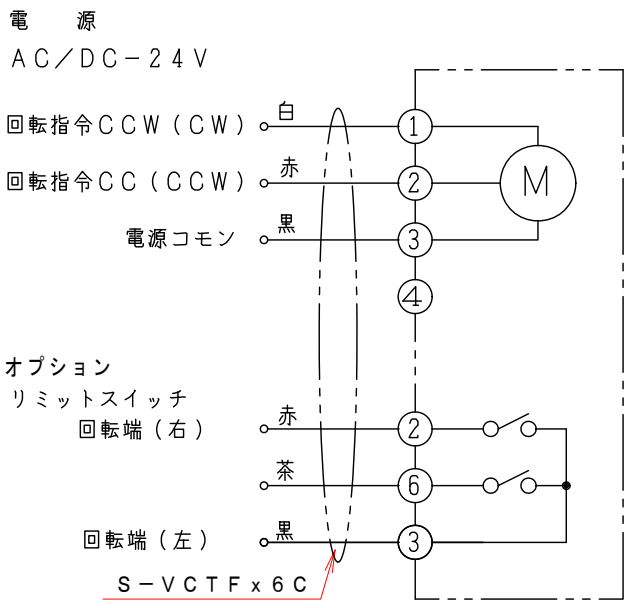 電　源
AC/DC-24V
回転指令CCW(CW) 白 1
回転指令CC(CCW) 赤 2 M
電源コモン 黒 3
4
オプション
リミットスイッチ
回転端(右) 赤 2
茶 6
回転端(左) 黒 3
S-VCTFx6C